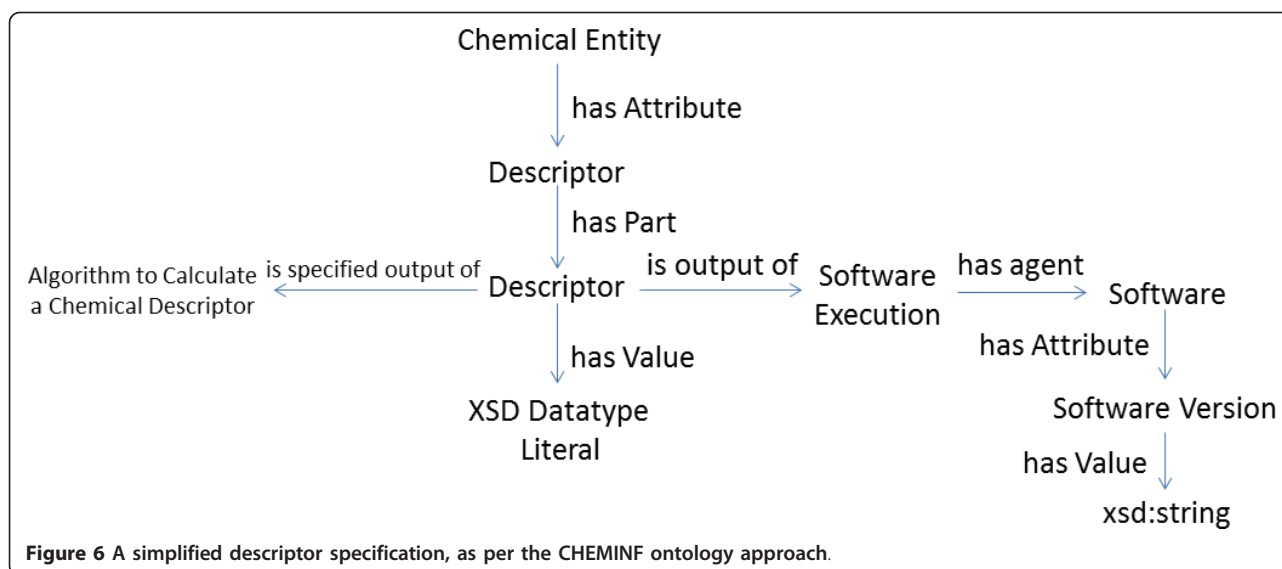 Chemical Entity
has Attribute
Descriptor
has Part
Algorithm to Calculate
a Chemical Descriptor
is specified output of
Descriptor
is output of
Software
Execution
has agent
Software
has Value
XSD Datatype
Literal
has Attribute
Software Version
has Value
xsd:string
Figure 6 A simplified descriptor specification, as per the CHEMINF ontology approach.